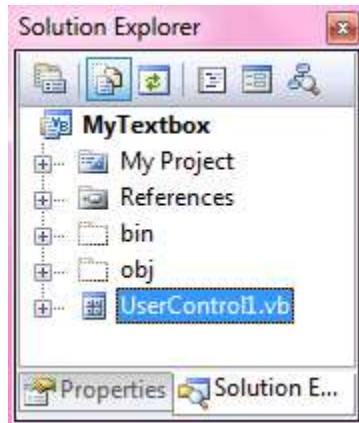 Solution Explorer
MyTextbox
My Project
References
bin
obj
UserControl1.vb
Properties Solution E...